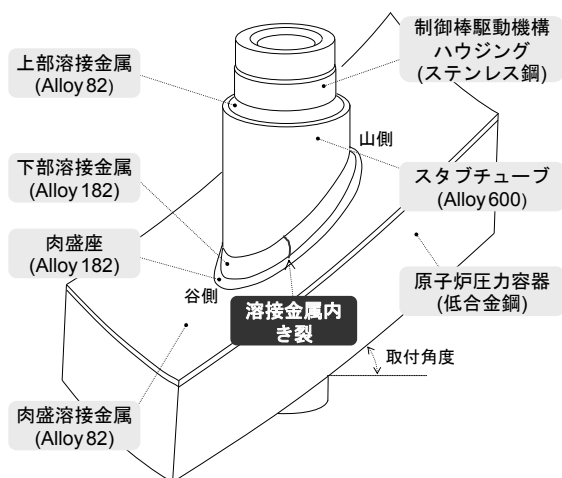 制御棒駆動機構
ハウジング
(ステンレス鋼)
上部溶接金属
(Alloy 82)
山側
下部溶接金属
(Alloy 182)
スタブチューブ
(Alloy 600)
肉盛座
(Alloy 182)
谷側
溶接金属内
き裂
原子炉圧力容器
(低合金鋼)
取付角度
肉盛溶接金属
(Alloy 82)